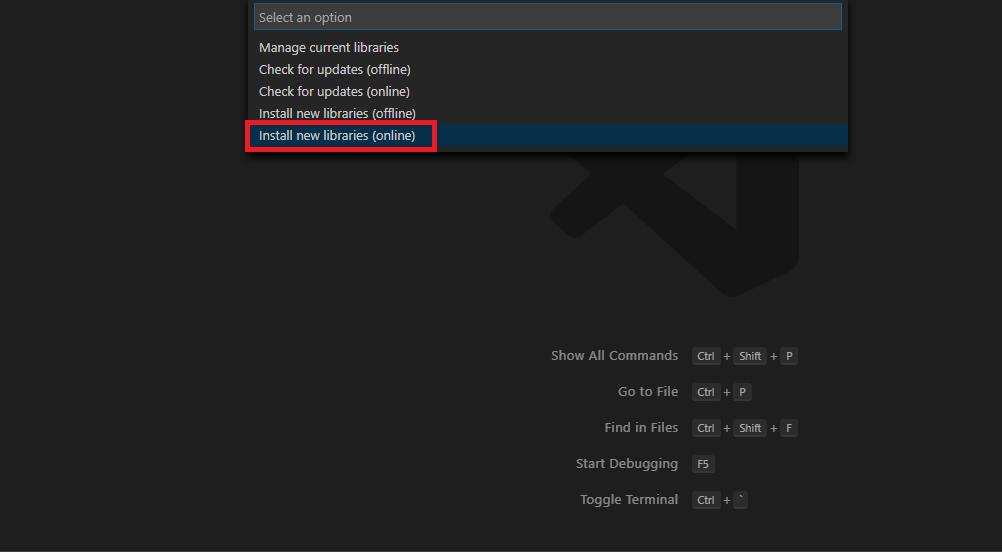 Select an option
Manage current libraries
Check for updates (offline)
Check for updates (online)
Install new libraries (offline)
Install new libraries (online)
Show All Commands Ctrl + Shift + P
Go to File Ctrl + P
Find in Files Ctrl + Shift + F
Start Debugging F5
Toggle Terminal Ctrl + `